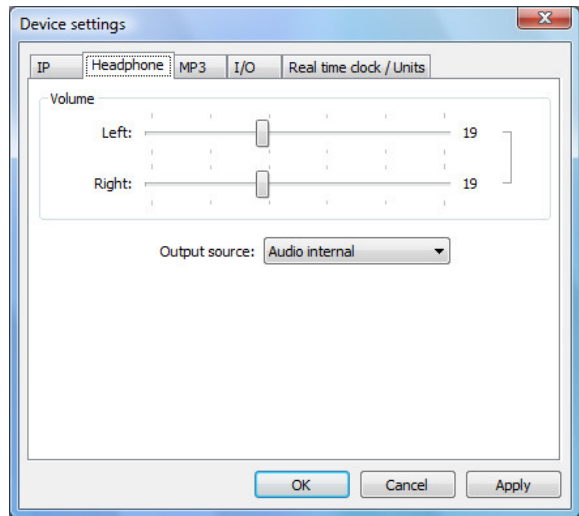 Device settings
IP Headphone MP3 I/O Real time clock / Units
Volume
Left: 19
Right: 19
Output source: Audio internal
OK Cancel Apply